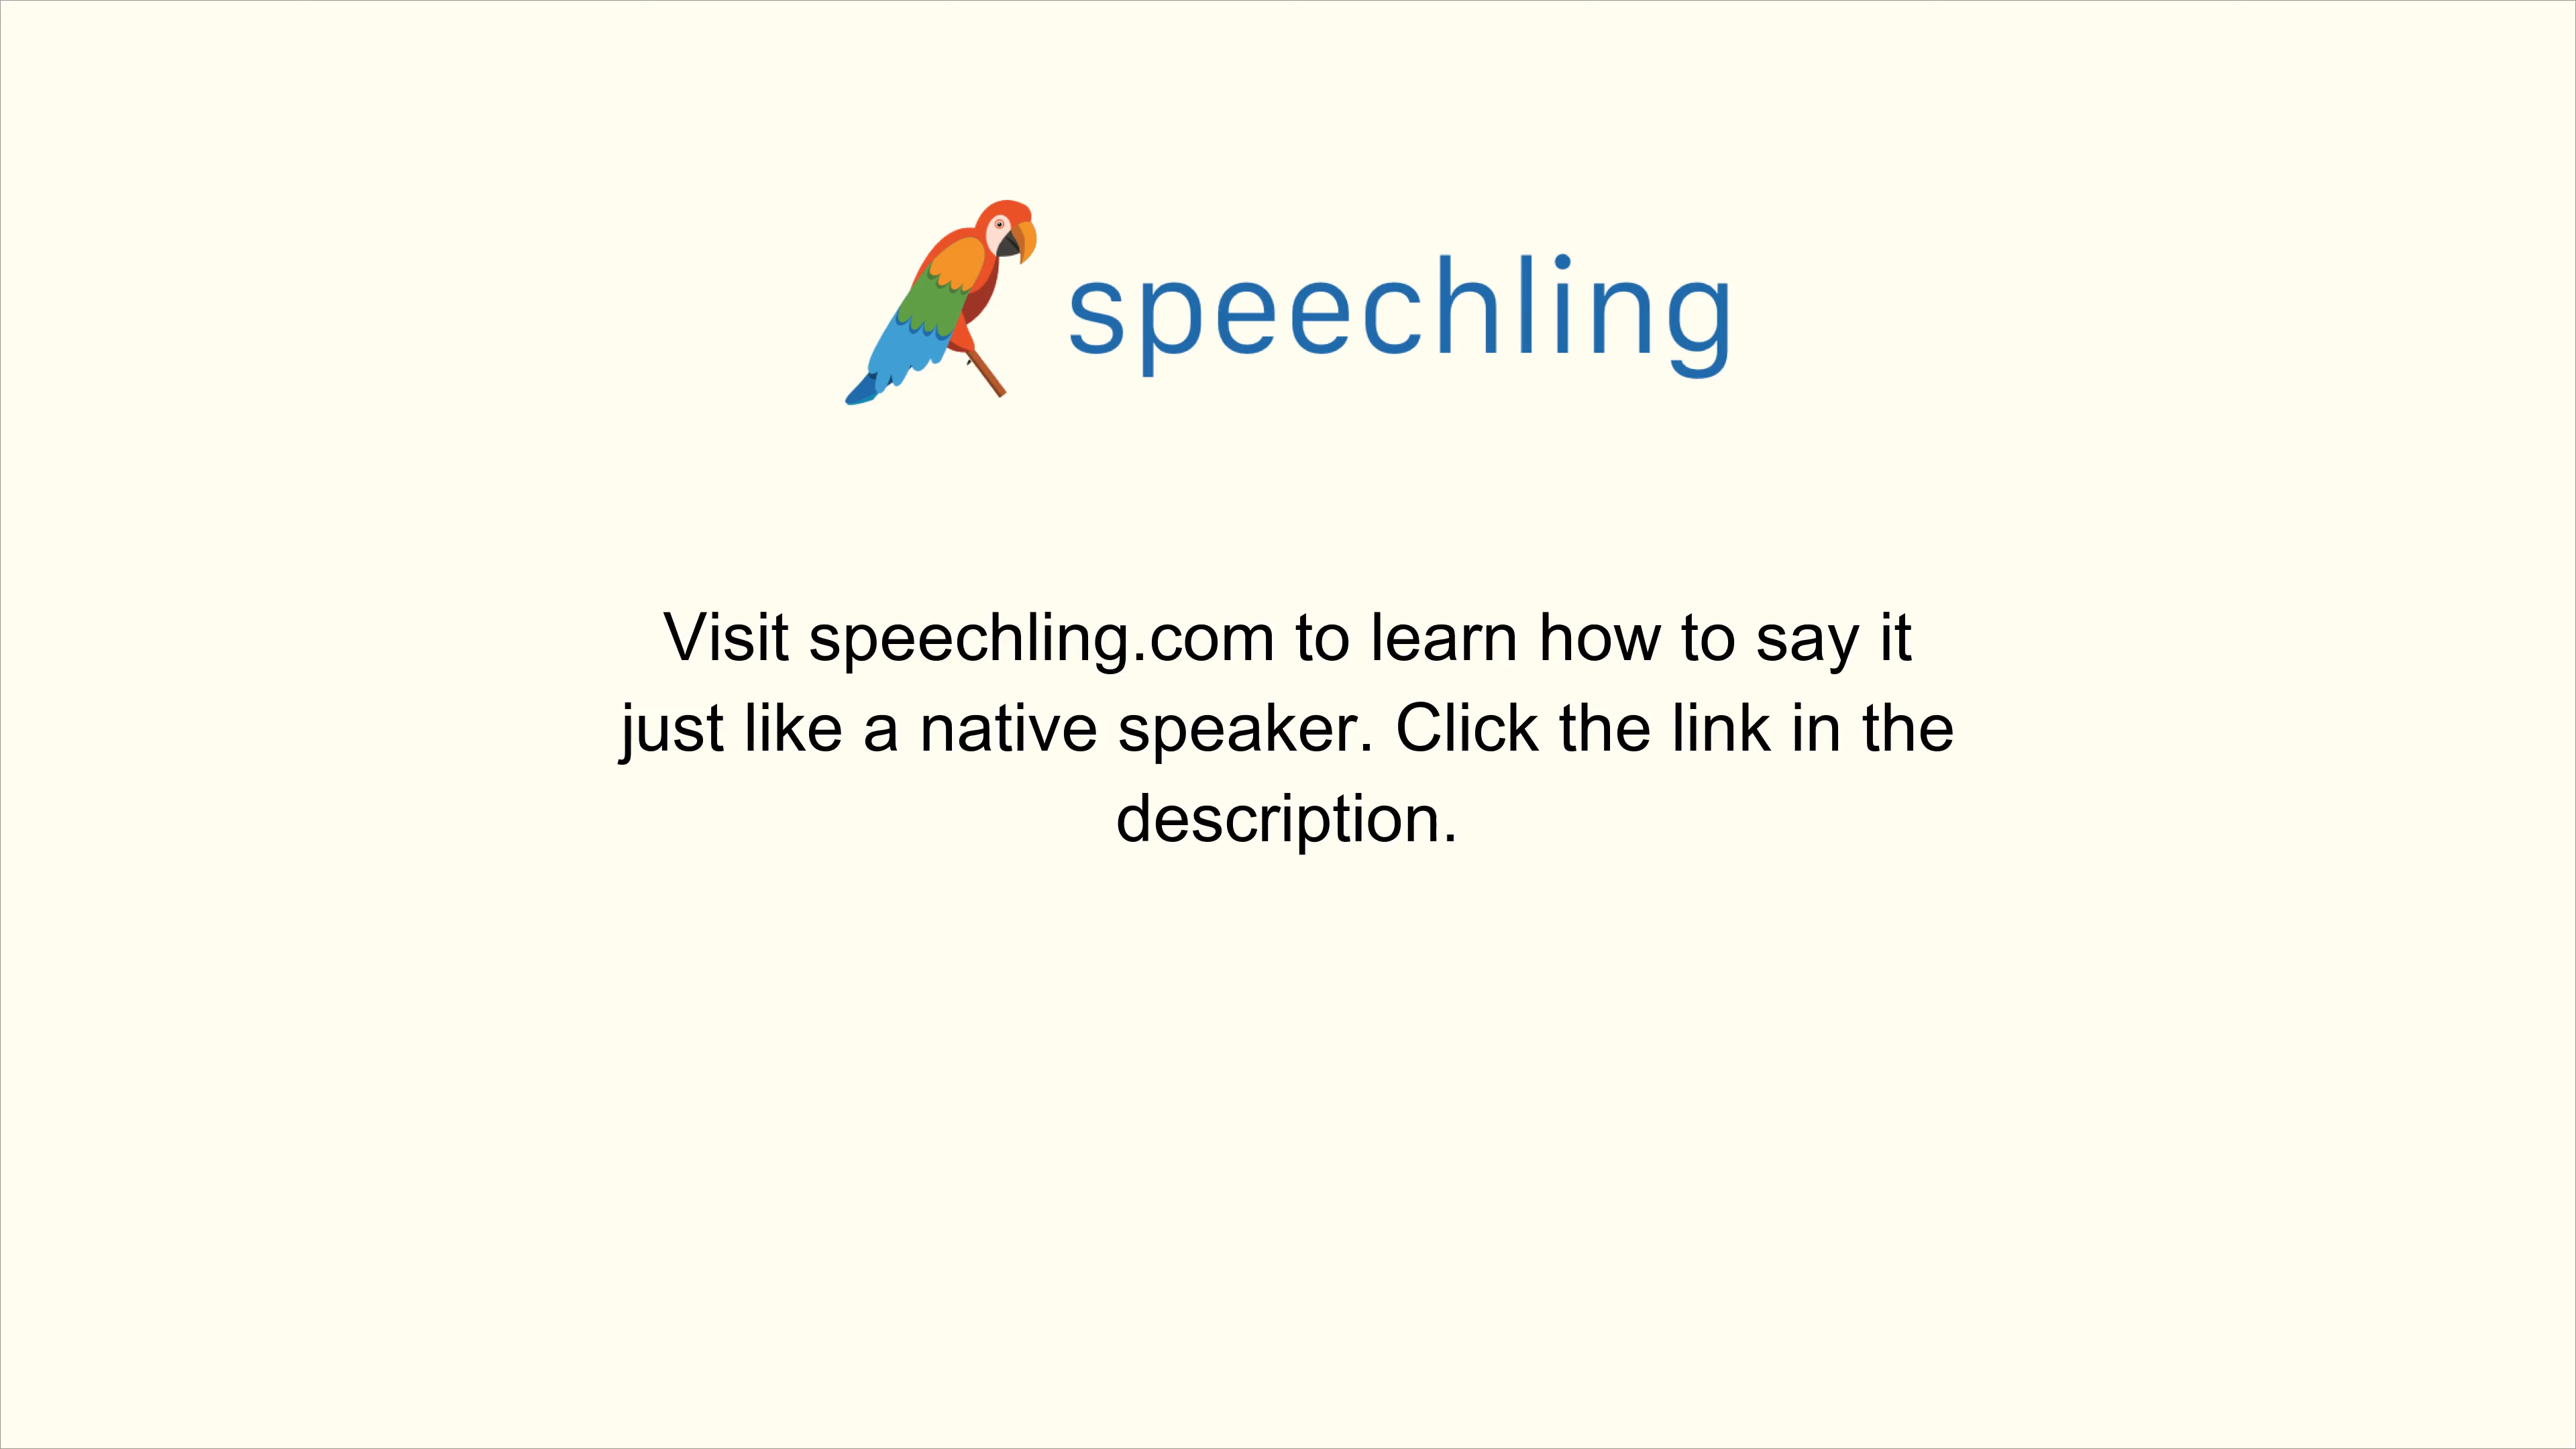 speechling
Visit speechling.com to learn how to say it
just like a native speaker. Click the link in the
description.